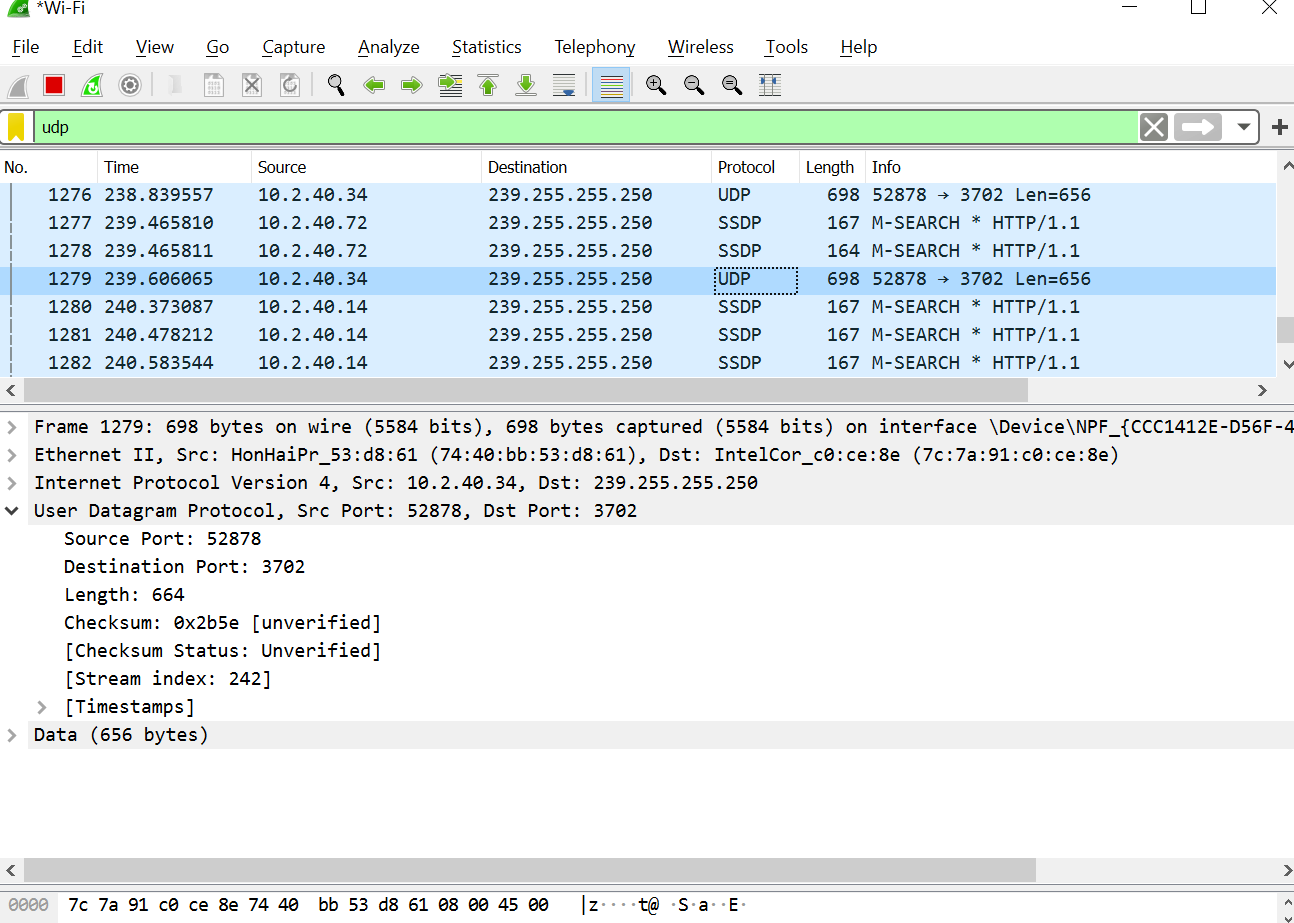 *Wi-Fi
File Edit View Go Capture Analyze Statistics Telephony Wireless Tools Help
udp
No. Time Source Destination Protocol Length Info
1276 238.839557 10.2.40.34 239.255.255.250 UDP 698 52878 → 3702 Len=656
1277 239.465810 10.2.40.72 239.255.255.250 SSDP 167 M-SEARCH * HTTP/1.1
1278 239.465811 10.2.40.72 239.255.255.250 SSDP 164 M-SEARCH * HTTP/1.1
1279 239.606065 10.2.40.34 239.255.255.250 UDP 698 52878 → 3702 Len=656
1280 240.373087 10.2.40.14 239.255.255.250 SSDP 167 M-SEARCH * HTTP/1.1
1281 240.478212 10.2.40.14 239.255.255.250 SSDP 167 M-SEARCH * HTTP/1.1
1282 240.583544 10.2.40.14 239.255.255.250 SSDP 167 M-SEARCH * HTTP/1.1
Frame 1279: 698 bytes on wire (5584 bits), 698 bytes captured (5584 bits) on interface \Device\NPF_{CCC1412E-D56F-4
Ethernet II, Src: HonHaiPr_53:d8:61 (74:40:bb:53:d8:61), Dst: IntelCor_c0:ce:8e (7c:7a:91:c0:ce:8e)
Internet Protocol Version 4, Src: 10.2.40.34, Dst: 239.255.255.250
User Datagram Protocol, Src Port: 52878, Dst Port: 3702
Source Port: 52878
Destination Port: 3702
Length: 664
Checksum: 0x2b5e [unverified]
[Checksum Status: Unverified]
[Stream index: 242]
[Timestamps]
Data (656 bytes)
0000 7c 7a 91 c0 ce 8e 74 40 bb 53 d8 61 08 00 45 00 |z····t@ ·S·a··E·